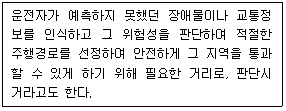 운전자가 예측하지 못했던 장애물이나 교통정
보를 인식하고 그 위험성을 판단하여 적절한
주행경로를 선정하여 안전하게 그 지역을 통과
할 수 있게 하기 위해 필요한 거리로, 판단시
거라고도 한다.